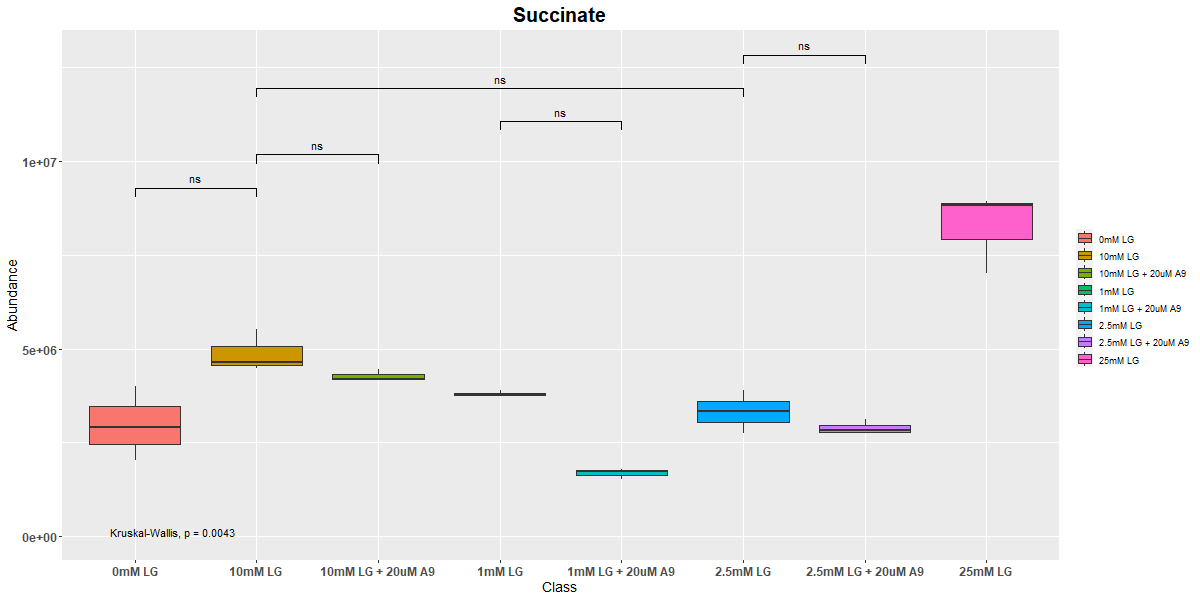 Succinate
ns
ns
ns
ns
ns
Abundance
1e+07
5e+06
0e+00
Kruskal-Wallis, p = 0.0043
0mM LG
10mM LG
10mM LG + 20uM A9
1mM LG
1mM LG + 20uM A9
2.5mM LG
2.5mM LG + 20uM A9
25mM LG
Class
0mM LG
10mM LG
10mM LG + 20uM A9
1mM LG
1mM LG + 20uM A9
2.5mM LG
2.5mM LG + 20uM A9
25mM LG